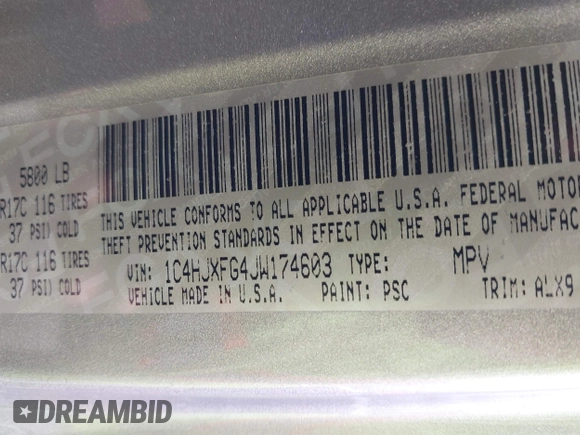 5800 LB
R17C 116 TIRES
37 PSI) COLD
R17C 116 TIRES
37 PSI) COLD
THIS VEHICLE CONFORMS TO ALL APPLICABLE U.S.A. FEDERAL MOTOR
THEFT PREVENTION STANDARDS IN EFFECT ON THE DATE OF MANUFAC
VIN: 1C4HJXFG4JW174603 TYPE: MPV
VEHICLE MADE IN U.S.A. PAINT: PSC TRIM: ALX9
DREAMBID